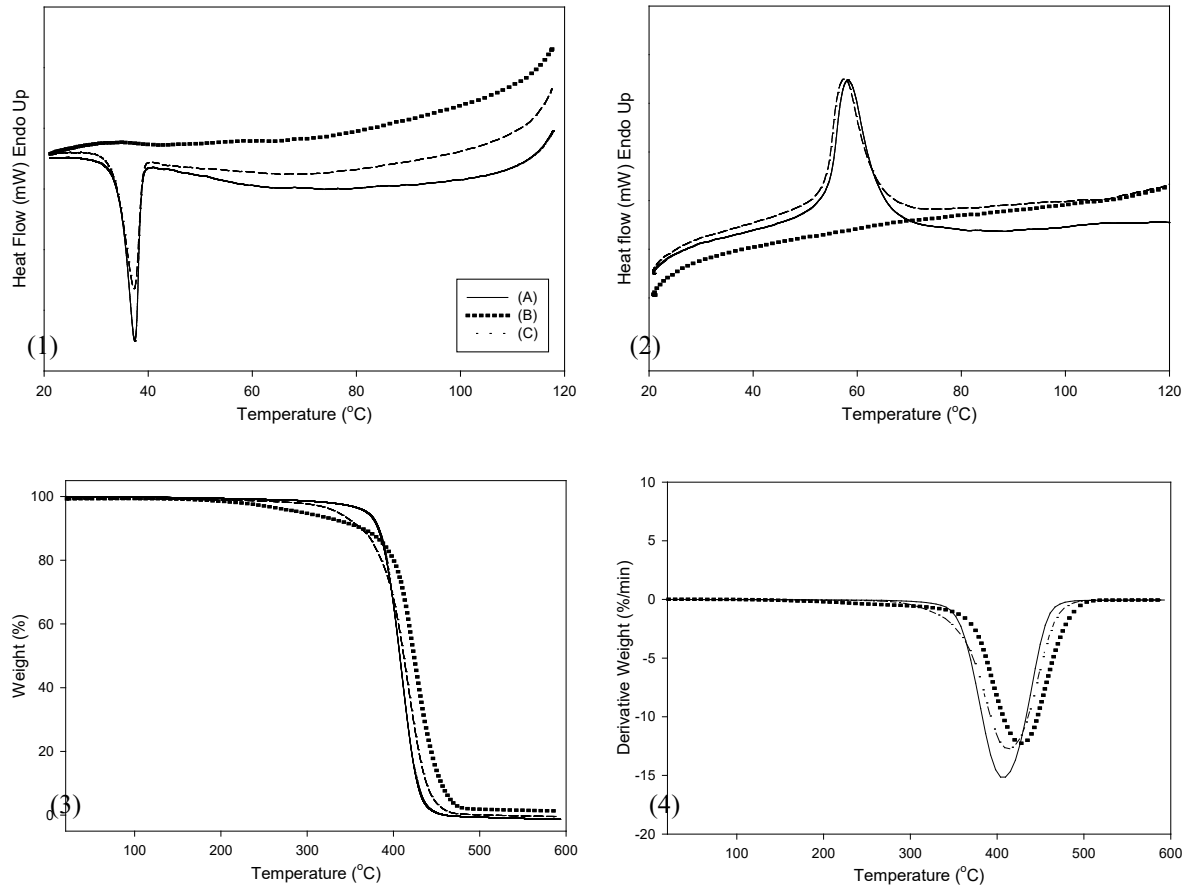 Heat Flow (mW) Endo Up
(A)
(B)
(C)
(1)
20 40 60 80 100 120
Temperature (°C)
Heat flow (mW) Endo Up
(2)
20 40 60 80 100 120
Temperature (°C)
Weight (%)
100
80
60
40
20
0
(3)
100 200 300 400 500 600
Temperature (°C)
Derivative Weight (%/min)
10
5
0
-5
-10
-15
-20
(4)
100 200 300 400 500 600
Temperature (°C)